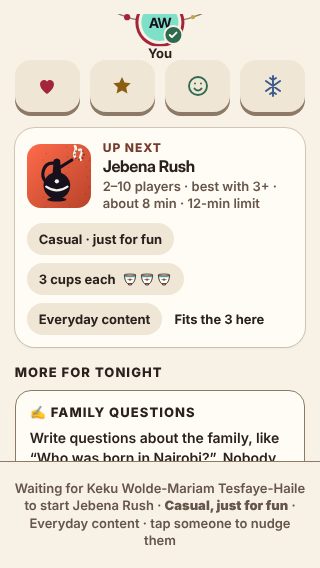 AW
You
UP NEXT
Jebena Rush
2–10 players · best with 3+ ·
about 8 min · 12-min limit
Casual · just for fun
3 cups each
Everyday content
Fits the 3 here
MORE FOR TONIGHT
✍️ FAMILY QUESTIONS
Write questions about the family, like
“Who was born in Nairobi?”. Nobody
Waiting for Keku Wolde-Mariam Tesfaye-Haile
to start Jebena Rush · Casual, just for fun ·
Everyday content · tap someone to nudge
them